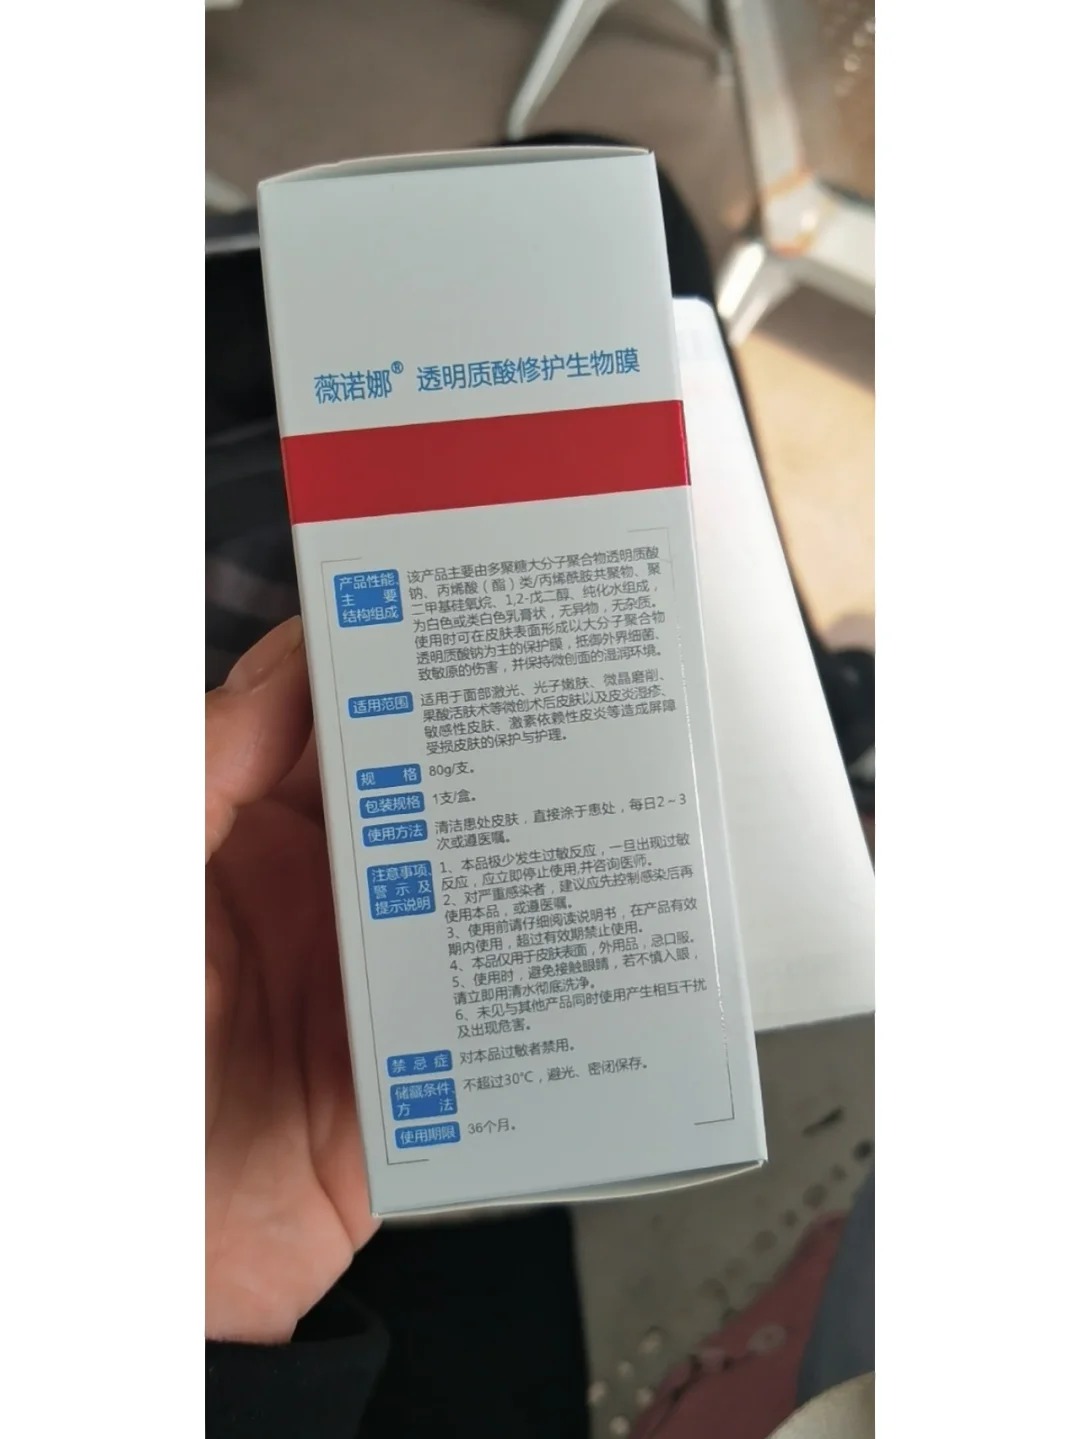 薇诺娜® 透明质酸修护生物膜
产品性能、
主要
结构组成
该产品主要由多聚糖大分子聚合物透明质酸
钠、丙烯酸（酯）类/丙烯酰胺共聚物、聚
二甲基硅氧烷、1,2-戊二醇、纯化水组成，
为白色或类白色乳膏状，无异物，无杂质。
使用时可在皮肤表面形成以大分子聚合物
透明质酸钠为主的保护膜，抵御外界细菌、
致敏原的伤害，并保持微创面的湿润环境。
适用范围
适用于面部激光、光子嫩肤、微晶磨削、
果酸活肤术等微创术后皮肤以及皮炎湿疹、
敏感性皮肤、激素依赖性皮炎等造成屏障
受损皮肤的保护与护理。
规格
80g/支。
包装规格
1支/盒。
使用方法
清洁患处皮肤，直接涂于患处，每日2～3
次或遵医嘱。
注意事项、
警示及
提示说明
1、本品极少发生过敏反应，一旦出现过敏
反应，应立即停止使用,并咨询医师。
2、对严重感染者，建议应先控制感染后再
使用本品，或遵医嘱。
3、使用前请仔细阅读说明书，在产品有效
期内使用，超过有效期禁止使用。
4、本品仅用于皮肤表面，外用品，忌口服。
5、使用时，避免接触眼睛，若不慎入眼，
请立即用清水彻底洗净。
6、未见与其他产品同时使用产生相互干扰
及出现危害。
禁忌症
对本品过敏者禁用。
储藏条件、
方法
不超过30℃，避光、密闭保存。
使用期限
36个月。